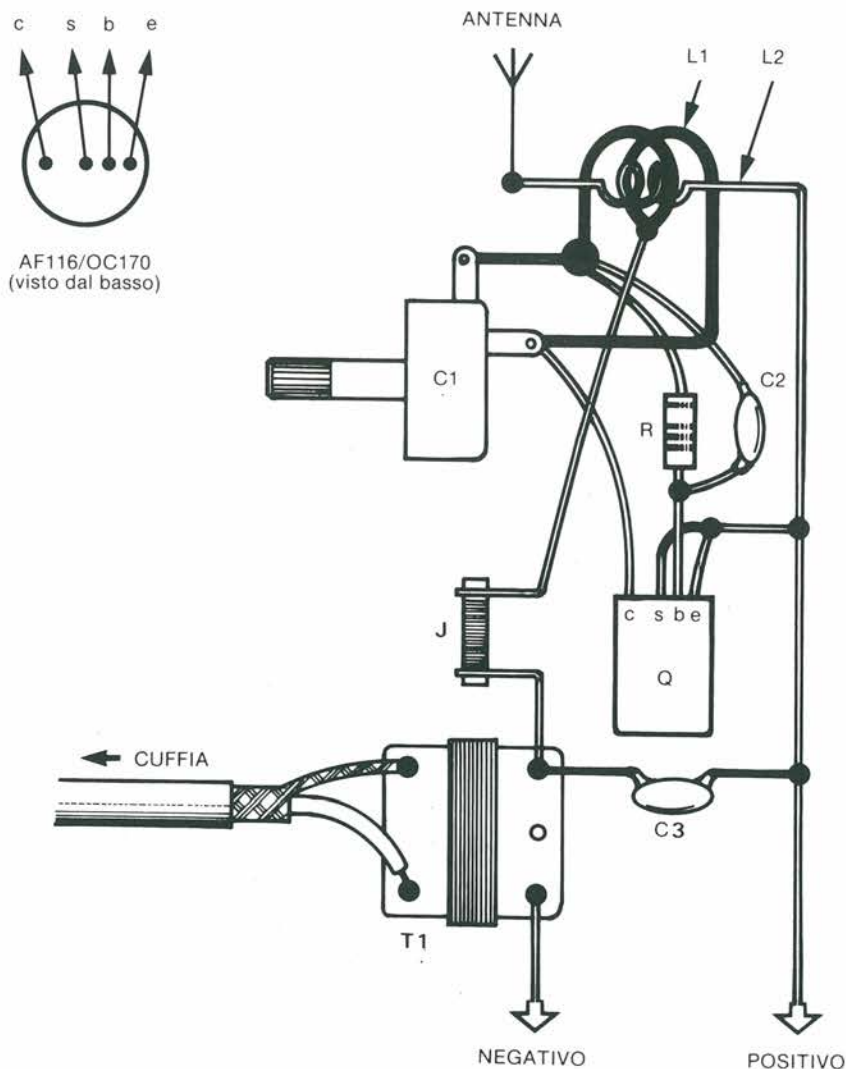 c s b e
AF116/OC170
(visto dal basso)
ANTENNA
L1
L2
C1
R
C2
c s b e
Q
J
CUFFIA
C3
T1
NEGATIVO
POSITIVO